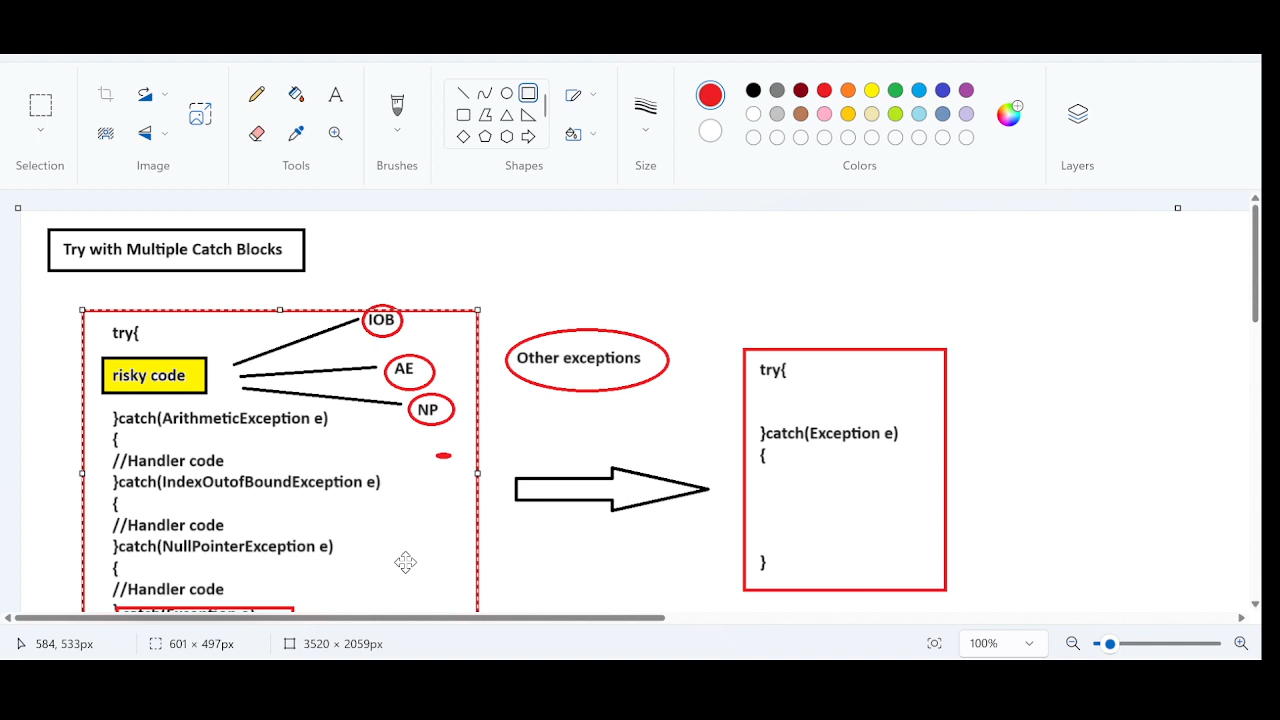 Selection
Image
Tools
Brushes
Shapes
Size
Colors
Layers
Try with Multiple Catch Blocks
try{
risky code
IOB
AE
NP
}catch(ArithmeticException e)
{
//Handler code
}catch(IndexOutofBoundException e)
{
//Handler code
}catch(NullPointerException e)
{
//Handler code
}catch(Exception e)
Other exceptions
try{
}catch(Exception e)
{
}
584, 533px
601 × 497px
3520 × 2059px
100%